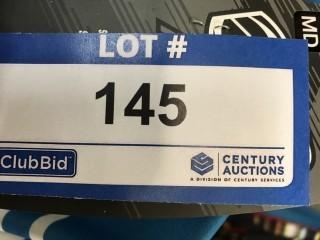 LOT #
145
ClubBid
CENTURY
AUCTIONS
A DIVISION OF CENTURY SERVICES
MD